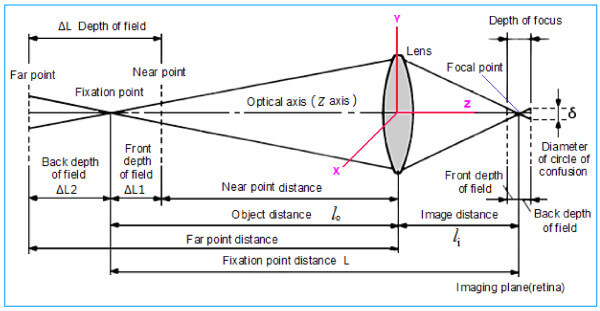 ΔL Depth of field
Y
Depth of focus
Far point
Near point
Lens
Focal point
Fixation point
Optical axis ( Z axis )
Z
δ
X
Diameter
of circle of
confusion
Back depth
of field
ΔL2
Front
depth
of field
ΔL1
Near point distance
Front depth
of field
Object distance lo
Image distance
li
Back depth
of field
Far point distance
Fixation point distance L
Imaging plane(retina)